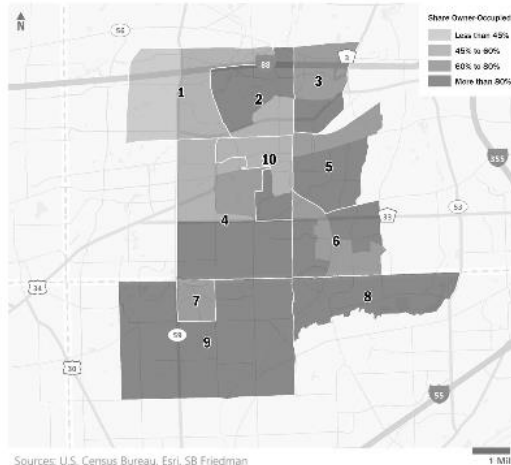 N
56
Share Owner-Occupied
Less than 45%
45% to 60%
60% to 80%
More than 80%
88
3
1
2
3
10
355
5
53
4
6
34
7
8
59
9
30
55
Sources: U.S. Census Bureau, Esri, SB Friedman
1 Mil